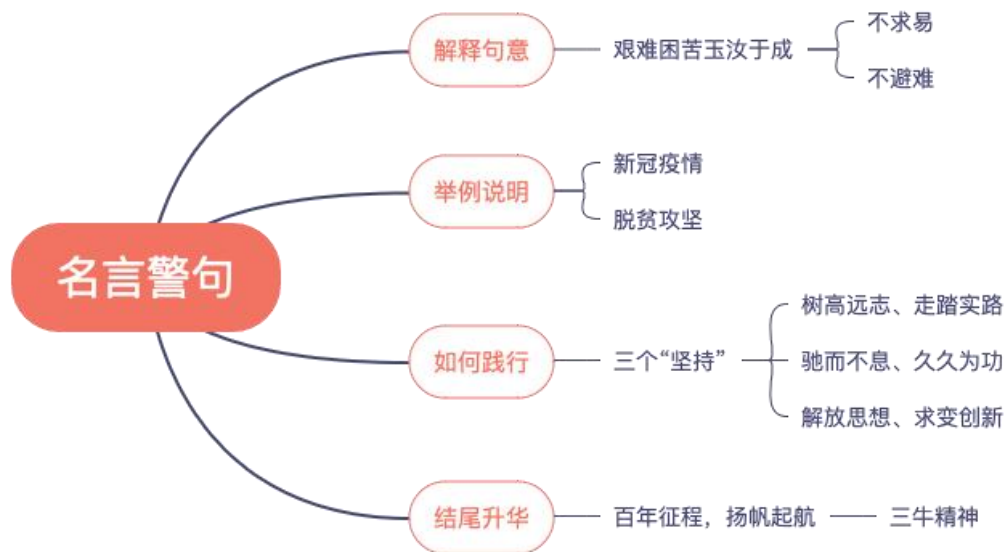 名言警句
解释句意
艰难困苦玉汝于成
不求易
不避难
举例说明
新冠疫情
脱贫攻坚
如何践行
三个“坚持”
树高远志、走踏实路
驰而不息、久久为功
解放思想、求变创新
结尾升华
百年征程，扬帆起航
三牛精神